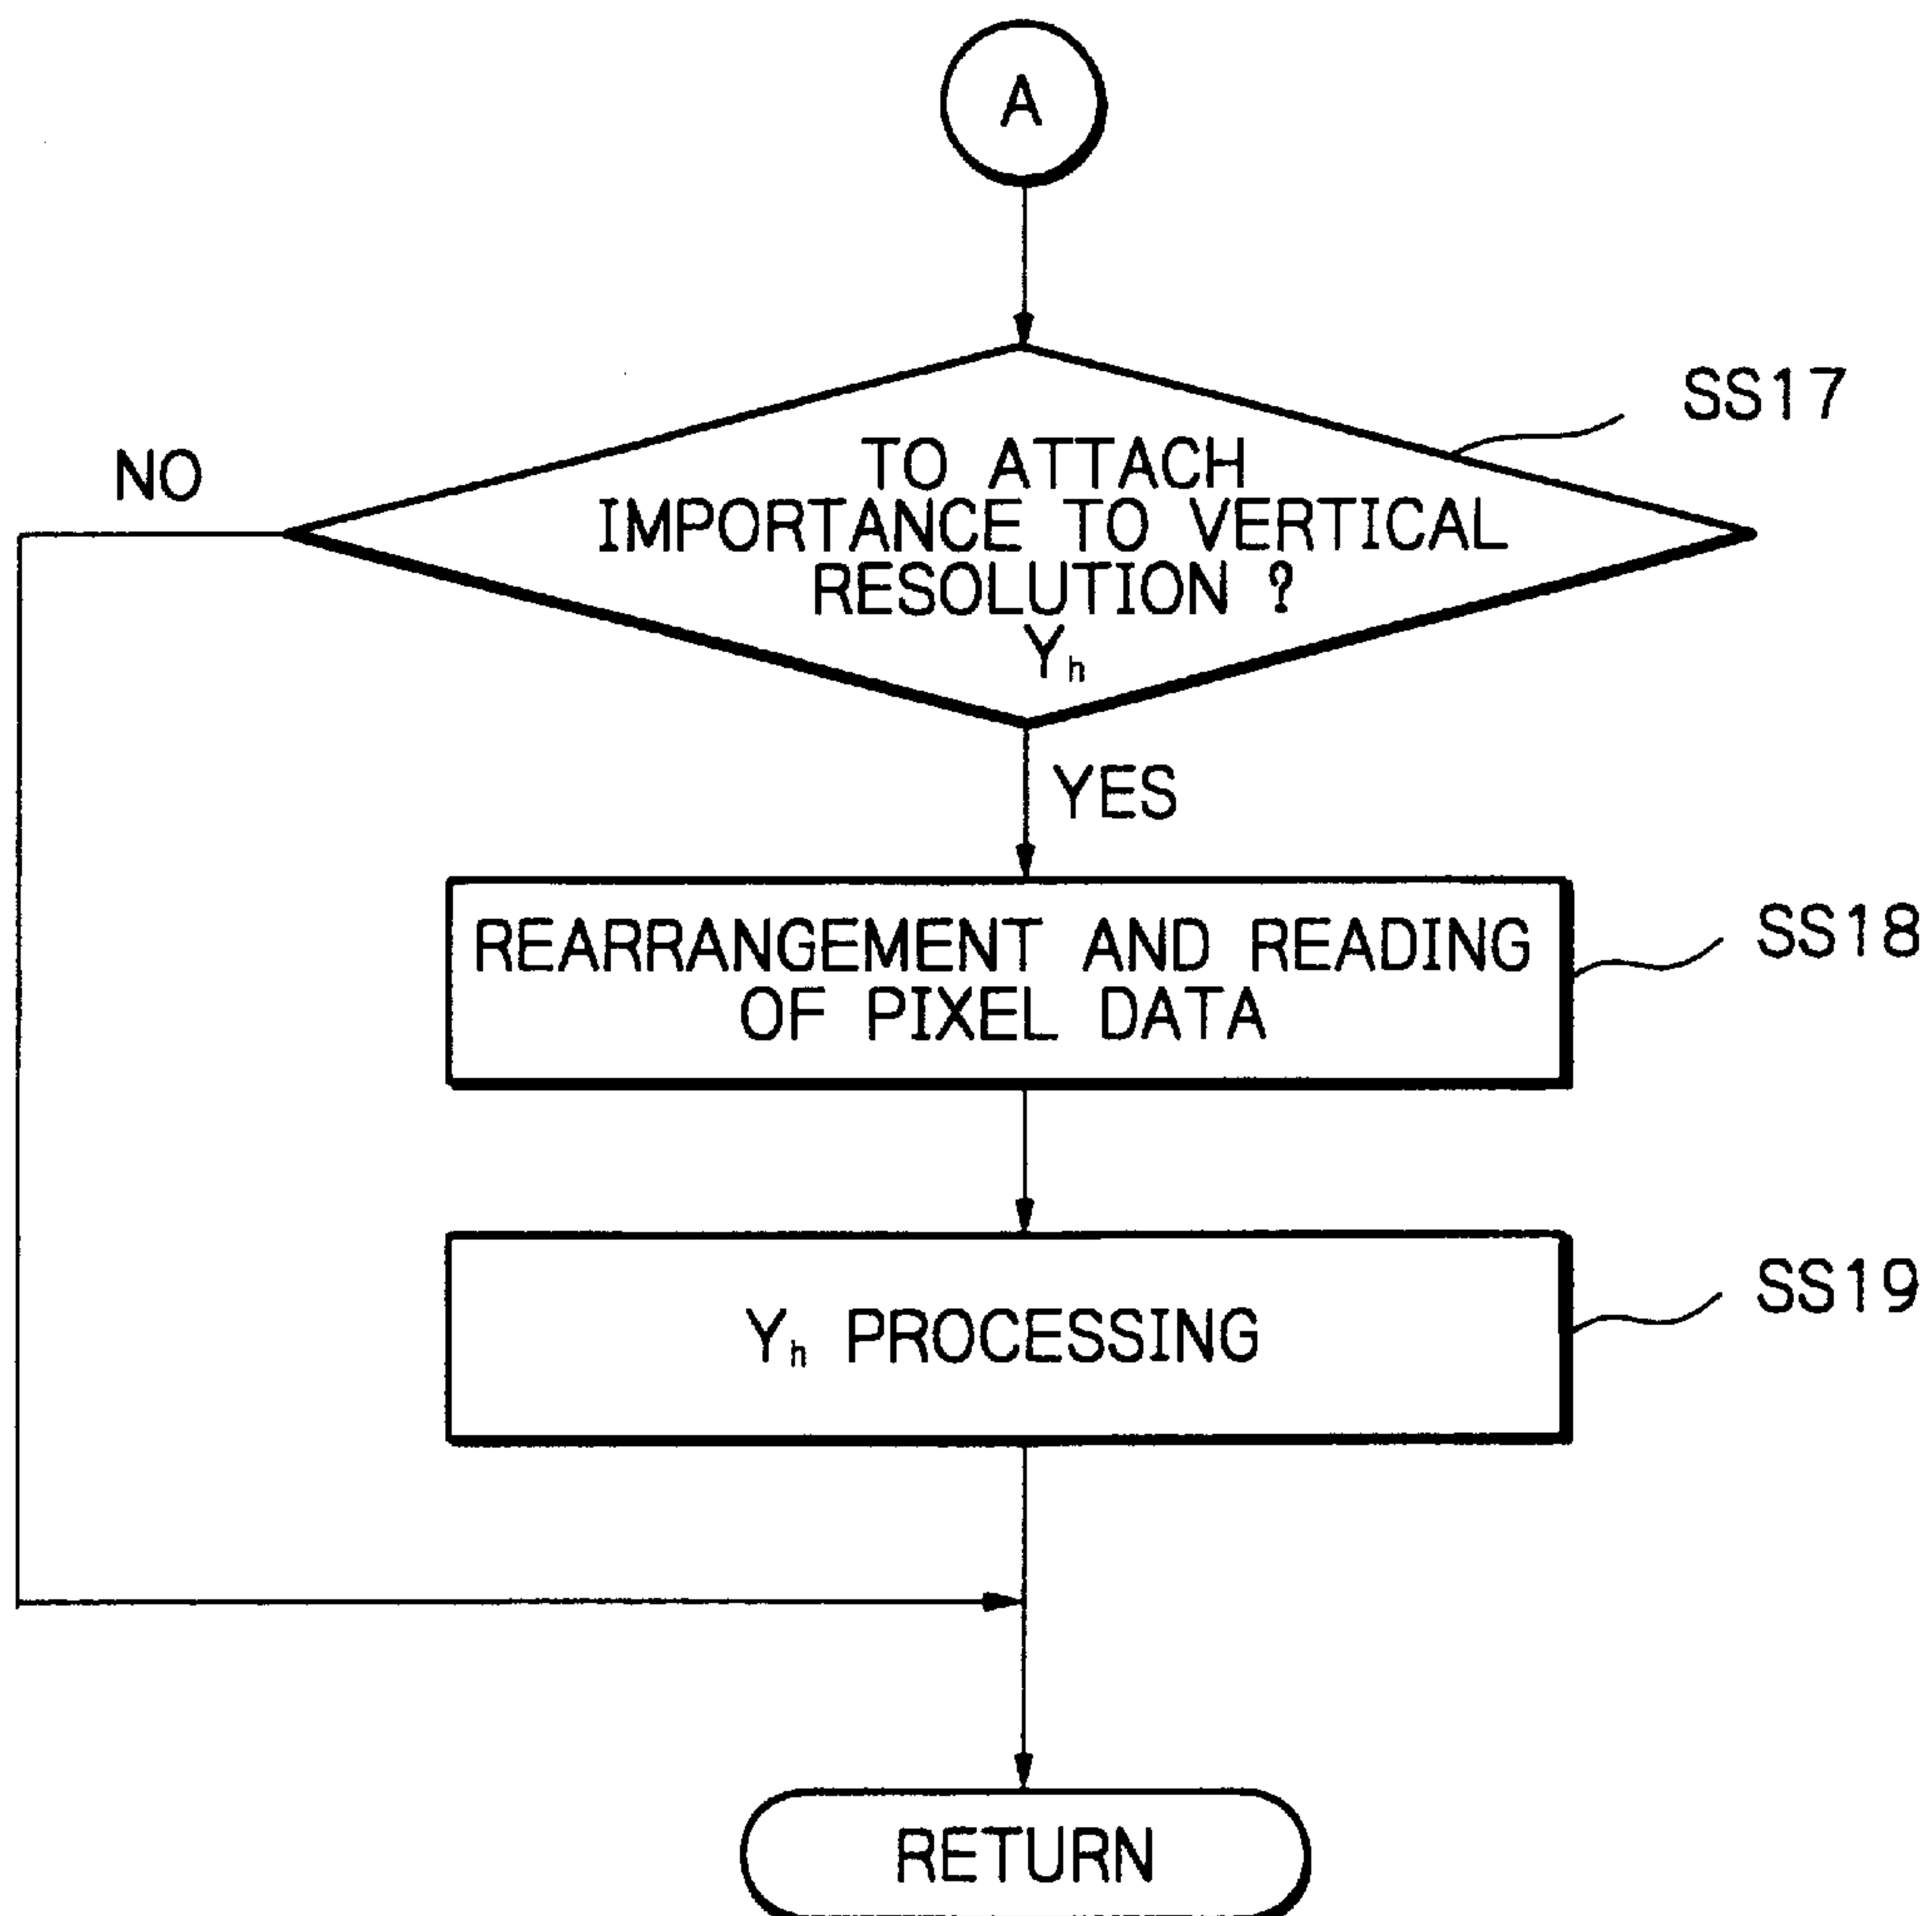 A
SS17
NO
TO ATTACH
IMPORTANCE TO VERTICAL
RESOLUTION ?
Yh
YES
REARRANGEMENT AND READING
OF PIXEL DATA
SS18
Yh PROCESSING
SS19
RETURN